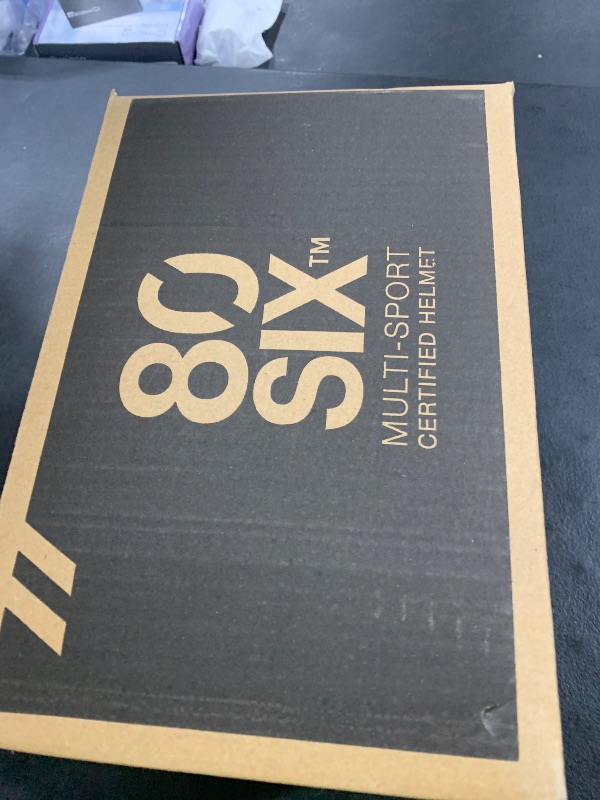 80
SIX™
MULTI-SPORT
CERTIFIED HELMET